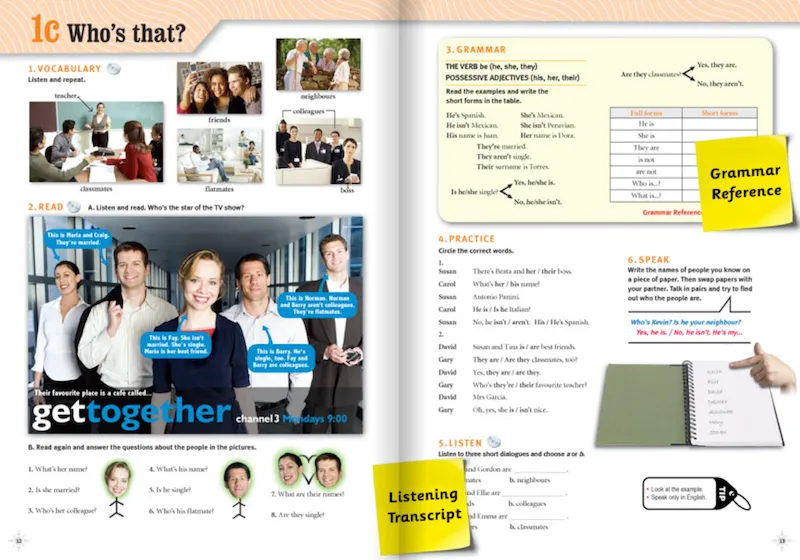 1c Who's that?
1. VOCABULARY
Listen and repeat.
teacher
classmates
friends
neighbours
flatmates
colleagues
boss
2. READ
A. Listen and read. Who's the star of the TV show?
This is Maria and Craig.
They're married.
This is Fay. She isn't
married. She's single.
Maria is her best friend.
This is Norman. Norman
and Barry aren't colleagues.
They're flatmates.
This is Barry. He's
single, too. Fay and
Barry are colleagues.
Their favourite place is a café called...
gettogether channel3 Mondays 9:00
B. Read again and answer the questions about the people in the pictures.
1. What's her name?
2. Is she married?
3. Who's her colleague?
4. What's his name?
5. Is he single?
6. Who's his flatmate?
7. What are their names?
8. Are they single?
12
3. GRAMMAR
THE VERB be (he, she, they)
POSSESSIVE ADJECTIVES (his, her, their)
Read the examples and write the
short forms in the table.
He's Spanish.
He isn't Mexican.
His name is Juan.
She's Mexican.
She isn't Peruvian.
Her name is Dora.
They're married.
They aren't single.
Their surname is Torres.
Is he/she single?
Yes, he/she is.
No, he/she isn't.
Are they classmates?
Yes, they are.
No, they aren't.
Full forms Short forms
He is
She is
They are
is not
are not
Who is...?
What is...?
Grammar Referenc
Grammar
Reference
4. PRACTICE
Circle the correct words.
1.
Susan There's Beata and her / their boss.
Carol What's her / his name?
Susan Antonio Panini.
Carol He is / Is he Italian?
Susan No, he isn't / aren't. His / He's Spanish.
2.
David Susan and Tina is / are best friends.
Gary They are / Are they classmates, too?
David Yes, they are / are they.
Gary Who's they're / their favourite teacher?
David Mrs Garcia.
Gary Oh, yes, she is / isn't nice.
5. LISTEN
Listen to three short dialogues and choose a or b.
and Gordon are
mates b. neighbours
and Ellie are
b. colleagues
nd Emma are
rs b. classmates
Listening
Transcript
6. SPEAK
Write the names of people you know on
a piece of paper. Then swap papers with
your partner. Talk in pairs and try to find
out who the people are.
Who's Kevin? Is he your neighbour?
Yes, he is. / No, he isn't. He's my...
• Look at the example.
• Speak only in English.
TIP
13